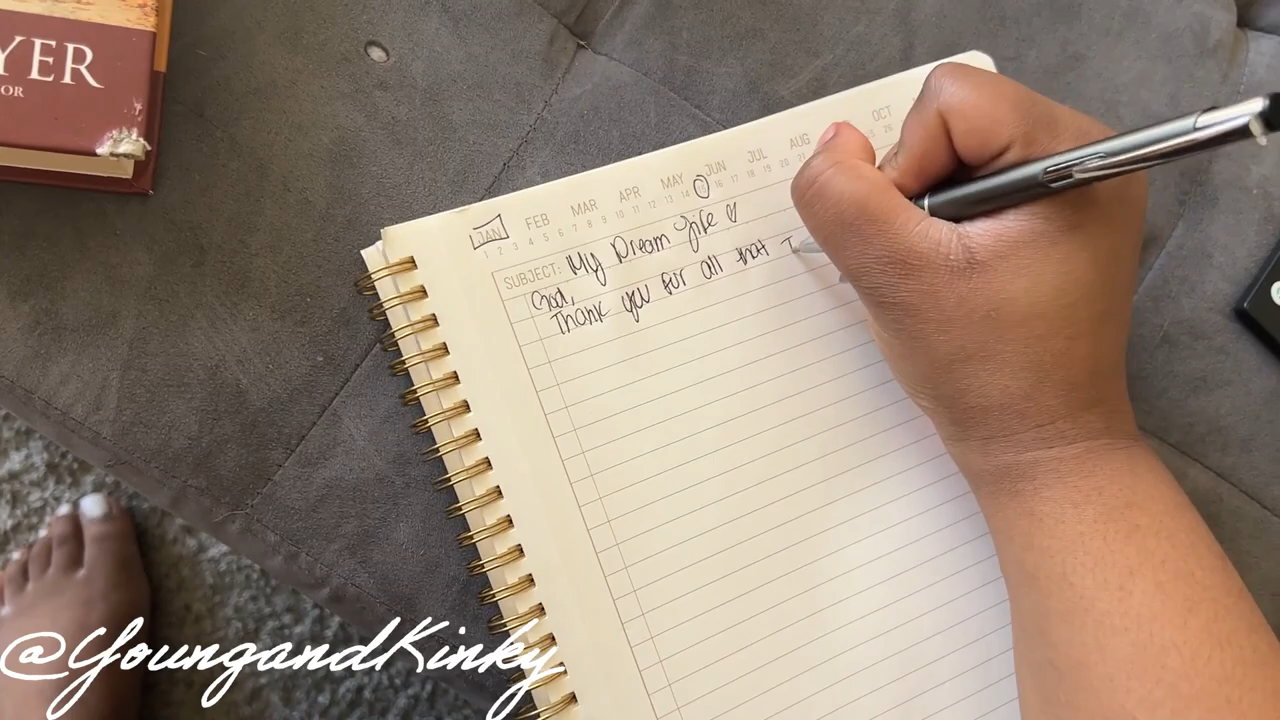 YER
OR
JAN FEB MAR APR MAY JUN JUL AUG OCT
1 2 3 4 5 6 7 8 9 10 11 12 13 14 15 16 17 18 19 20 21 25 26
SUBJECT: My Dream Life ♡
God,
Thank you for all that I
@YoungandKinky